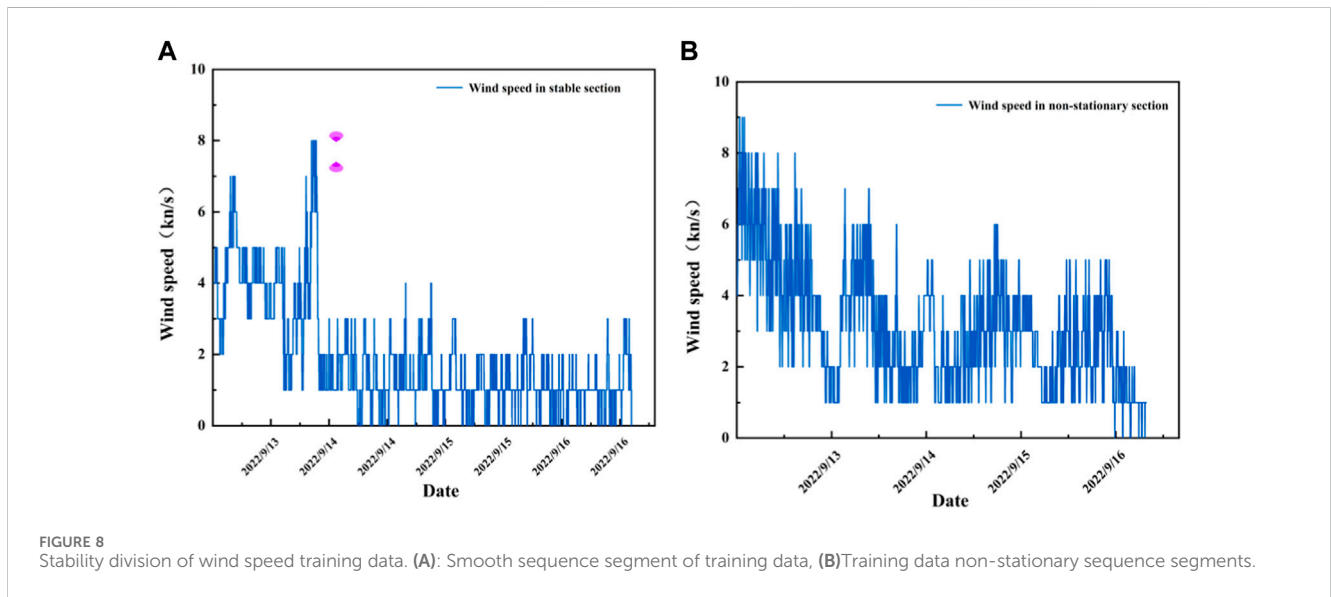 A
10
8
6
4
2
0
Wind speed（kn/s）
Wind speed in stable section
2022/9/13
2022/9/14
2022/9/14
2022/9/15
2022/9/15
2022/9/16
2022/9/16
Date
B
10
8
6
4
2
0
Wind speed（kn/s）
Wind speed in non-stationary section
2022/9/13
2022/9/14
2022/9/15
2022/9/16
Date
FIGURE 8
Stability division of wind speed training data. (A): Smooth sequence segment of training data, (B)Training data non-stationary sequence segments.